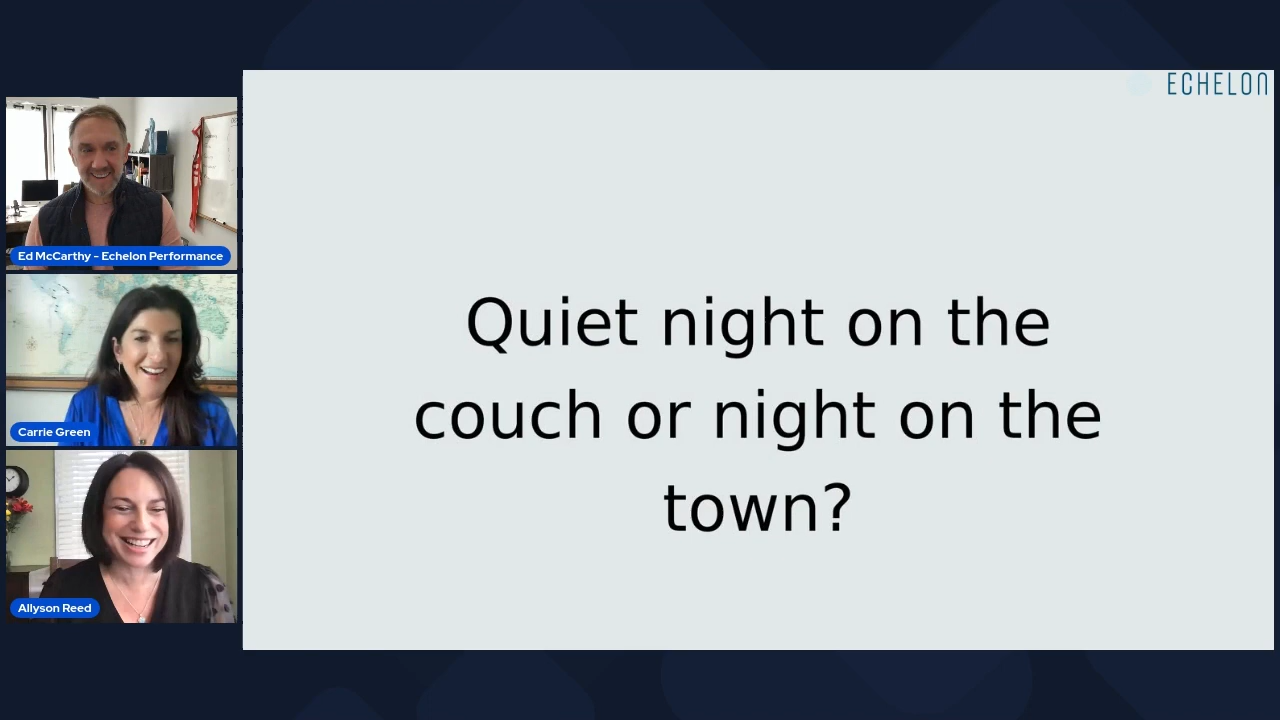 ECHELON
Ed McCarthy - Echelon Performance
Carrie Green
Allyson Reed
Quiet night on the
couch or night on the
town?